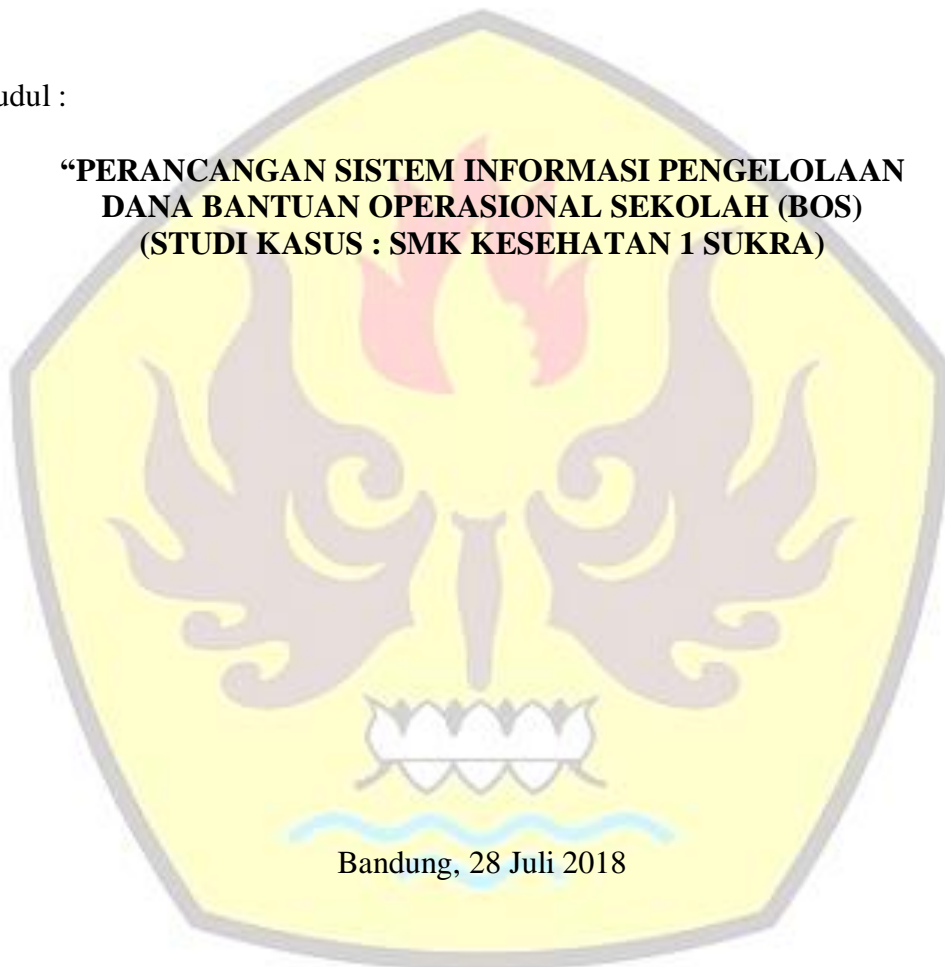 udul :
“PERANCANGAN SISTEM INFORMASI PENGELOLAAN
DANA BANTUAN OPERASIONAL SEKOLAH (BOS)
(STUDI KASUS : SMK KESEHATAN 1 SUKRA)
Bandung, 28 Juli 2018